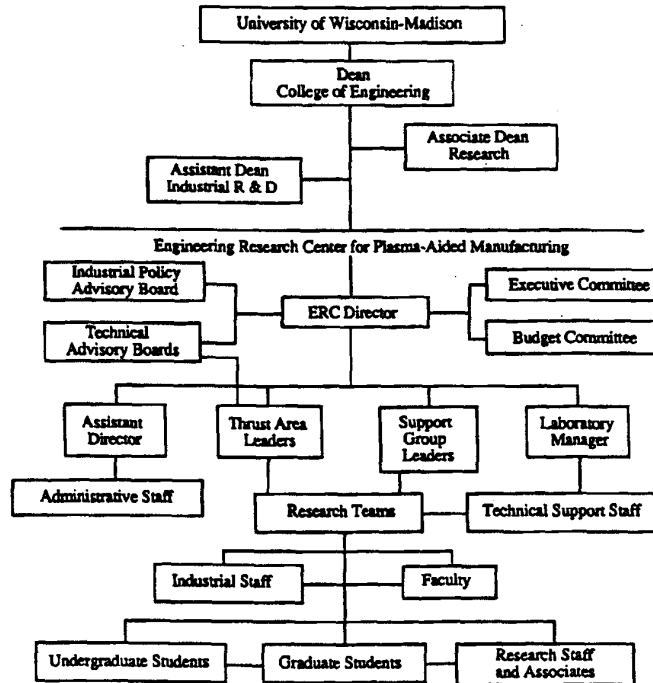 University of Wisconsin-Madison
Dean
College of Engineering
Associate Dean
Research
Assistant Dean
Industrial R & D
Engineering Research Center for Plasma-Aided Manufacturing
Industrial Policy
Advisory Board
Executive Committee
ERC Director
Technical
Advisory Boards
Budget Committee
Assistant
Director
Thrust Area
Leaders
Support
Group
Leaders
Laboratory
Manager
Administrative Staff
Research Teams
Technical Support Staff
Industrial Staff
Faculty
Undergraduate Students
Graduate Students
Research Staff
and Associates